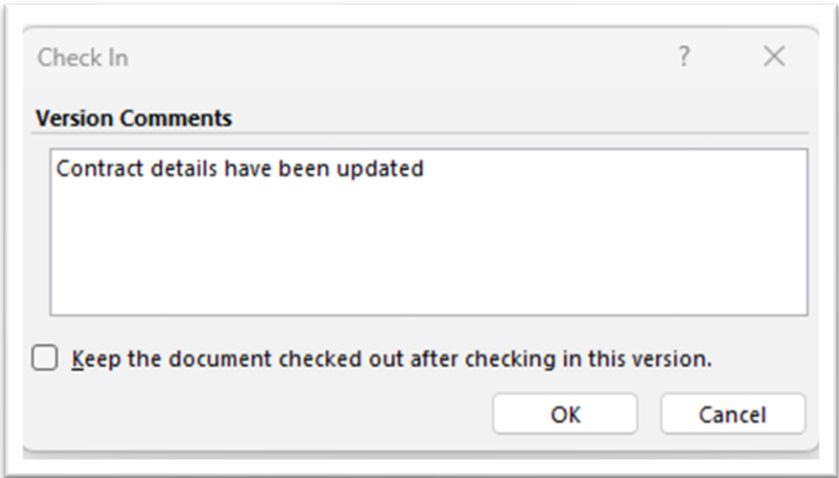 Check In
?
Version Comments
Contract details have been updated
Keep the document checked out after checking in this version.
OK
Cancel